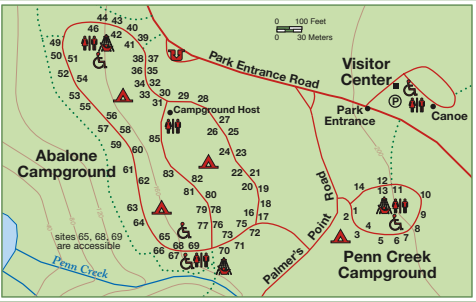 0 100 Feet
30 Meters
Park Entrance Road
Visitor
Center
P
Park
Entrance
Canoe
44 43
46 40
42 39
49 41
50 51 38 37
52 54 36 35
53 34 32
55 33 31 30 29 28
Campground Host
56 27
57 58 26 25
59 85
60 24 23
Abalone
Campground
22 21
61 83 82 20 19
62 81 80 18
63 79 78 16 17
64 77 76 15
65 73 72
sites 65, 68, 69
are accessible
68 69 75
66 67 70 71
Penn Creek
Palmer's Point Road
14 12 13 11 10
2 1 9
4 8
3 5 6 7
Penn Creek
Campground